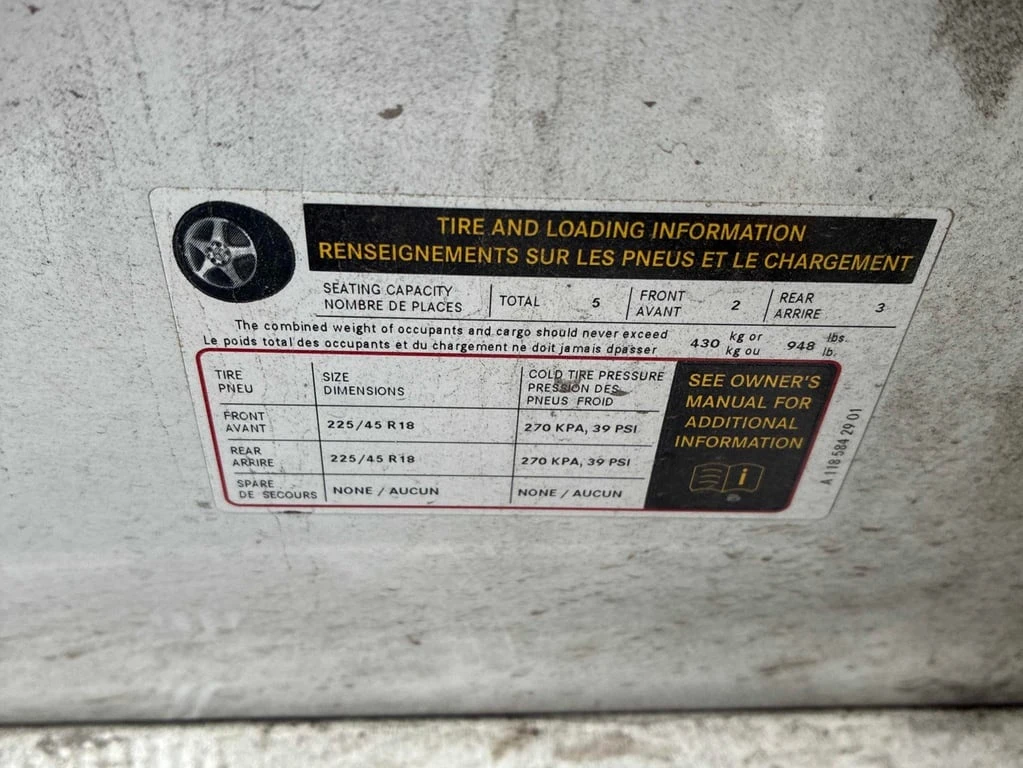 TIRE AND LOADING INFORMATION
RENSEIGNEMENTS SUR LES PNEUS ET LE CHARGEMENT
SEATING CAPACITY
NOMBRE DE PLACES
TOTAL 5
FRONT
AVANT
2
REAR
ARRIRE
3
The combined weight of occupants and cargo should never exceed
Le poids total des occupants et du chargement ne doit jamais dpasser
430 kg or
kg ou
948 lbs.
lb.
TIRE
PNEU
SIZE
DIMENSIONS
COLD TIRE PRESSURE
PRESSION DES
PNEUS FROID
FRONT
AVANT
225/45 R18
270 KPA, 39 PSI
REAR
ARRIRE
225/45 R18
270 KPA, 39 PSI
SPARE
DE SECOURS
NONE / AUCUN
NONE / AUCUN
SEE OWNER'S
MANUAL FOR
ADDITIONAL
INFORMATION
i
A 118 584 29 01